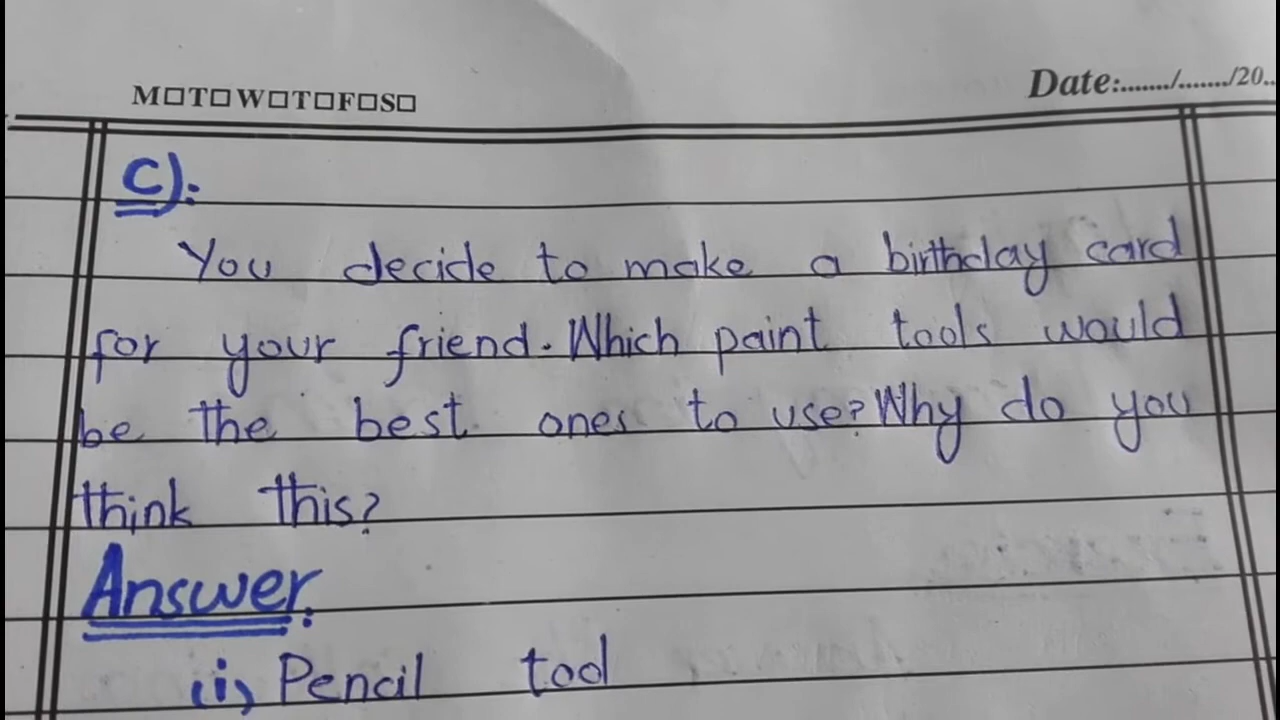 M□T□W□T□F□S□
Date:......./......./20..
C):
You decide to make a birthday card
for your friend. Which paint tools would
be the best ones to use? Why do you
think this?
Answer:
(i) Pencil tool